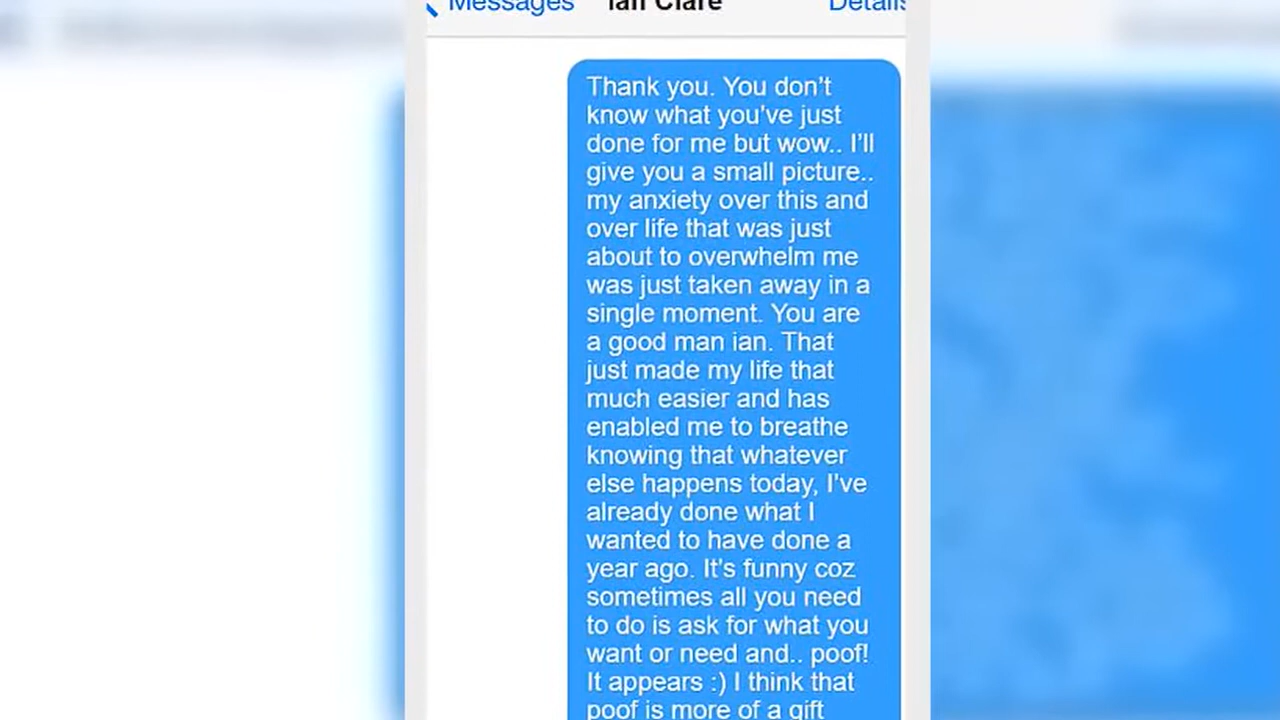 Messages Ian Clare Details
Thank you. You don't
know what you've just
done for me but wow.. I'll
give you a small picture..
my anxiety over this and
over life that was just
about to overwhelm me
was just taken away in a
single moment. You are
a good man ian. That
just made my life that
much easier and has
enabled me to breathe
knowing that whatever
else happens today, I've
already done what I
wanted to have done a
year ago. It's funny coz
sometimes all you need
to do is ask for what you
want or need and.. poof!
It appears :) I think that
poof is more of a gift